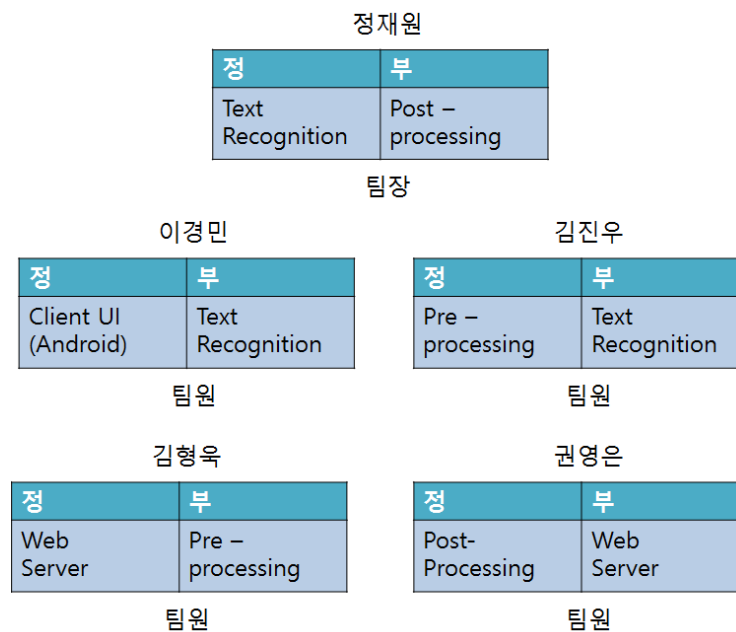 정재원
정 부
Text Post –
Recognition processing
팀장
이경민 김진우
정 부 정 부
Client UI Text Pre – Text
(Android) Recognition processing Recognition
팀원 팀원
김형욱 권영은
정 부 정 부
Web Pre – Post- Web
Server processing Processing Server
팀원 팀원